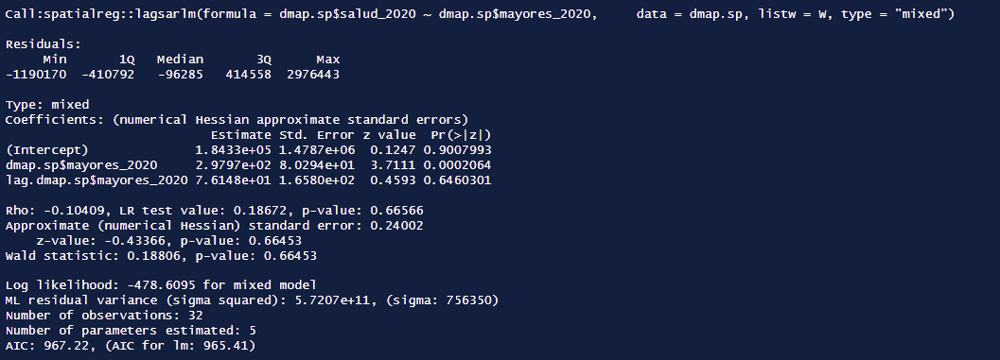 Call:spatialreg::lagsarlm(formula = dmap.sp$salud_2020 ~ dmap.sp$mayores_2020,     data = dmap.sp, listw = W, type = "mixed")
Residuals:
     Min       1Q   Median       3Q      Max
-1190170  -410792   -96285   414558  2976443
Type: mixed
Coefficients: (numerical Hessian approximate standard errors)
                           Estimate Std. Error z value  Pr(>|z|)
(Intercept)              1.8433e+05 1.4787e+06  0.1247 0.9007993
dmap.sp$mayores_2020     2.9797e+02 8.0294e+01  3.7111 0.0002064
lag.dmap.sp$mayores_2020 7.6148e+01 1.6580e+02  0.4593 0.6460301
Rho: -0.10409, LR test value: 0.18672, p-value: 0.66566
Approximate (numerical Hessian) standard error: 0.24002
    z-value: -0.43366, p-value: 0.66453
Wald statistic: 0.18806, p-value: 0.66453
Log likelihood: -478.6095 for mixed model
ML residual variance (sigma squared): 5.7207e+11, (sigma: 756350)
Number of observations: 32
Number of parameters estimated: 5
AIC: 967.22, (AIC for lm: 965.41)